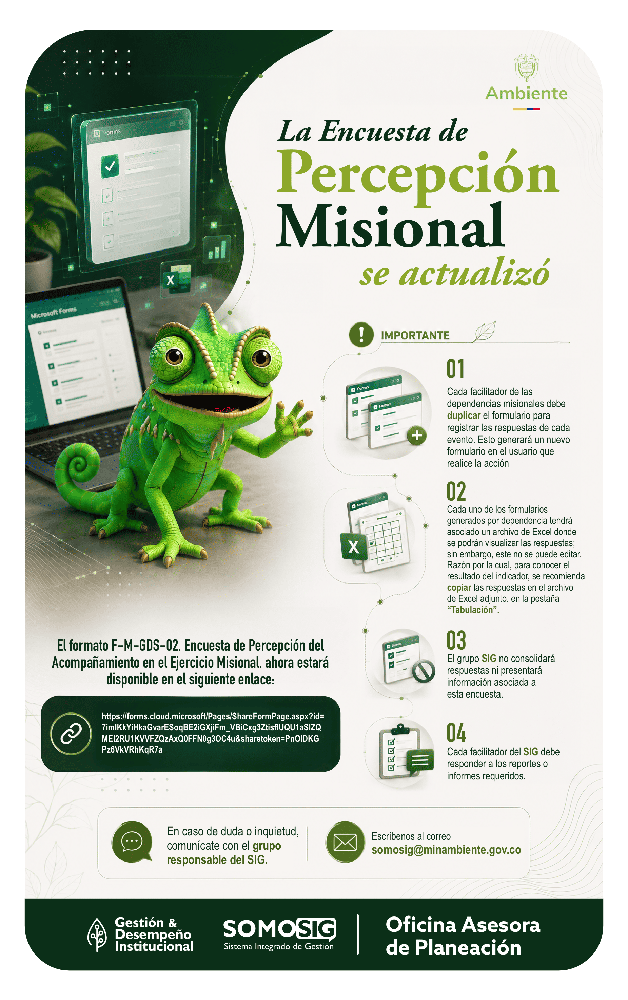 Ambiente
La Encuesta de
Percepción
Misional
se actualizó
Forms
Microsoft Forms
X
IMPORTANTE
01
Forms
Forms
Cada facilitador de las
dependencias misionales debe
duplicar el formulario para
registrar las respuestas de cada
evento. Esto generará un nuevo
formulario en el usuario que
realice la acción
02
Forms
X
Cada uno de los formularios
generados por dependencia tendrá
asociado un archivo de Excel donde
se podrán visualizar las respuestas;
sin embargo, este no se puede editar.
Razón por la cual, para conocer el
resultado del indicador, se recomienda
copiar las respuestas en el archivo
de Excel adjunto, en la pestaña
“Tabulación”.
03
El grupo SIG no consolidará
respuestas ni presentará
información asociada a
esta encuesta.
04
Cada facilitador del SIG debe
responder a los reportes o
informes requeridos.
El formato F-M-GDS-02, Encuesta de Percepción del
Acompañamiento en el Ejercicio Misional, ahora estará
disponible en el siguiente enlace:
https://forms.cloud.microsoft/Pages/ShareFormPage.aspx?id=
7imlKkYiHkaGvarESoqBE2iGXjiFm_VBiCxg3ZtisflUQU1aSlZQ
MEl2RU1KVVFZQzAxQ0FFN0g3OC4u&sharetoken=PnOlDKG
Pz6VkVRhKqR7a
En caso de duda o inquietud,
comunícate con el grupo
responsable del SIG.
Escríbenos al correo
somosig@minambiente.gov.co
Gestión &
Desempeño
Institucional
SOMOSIG
Sistema Integrado de Gestión
Oficina Asesora
de Planeación